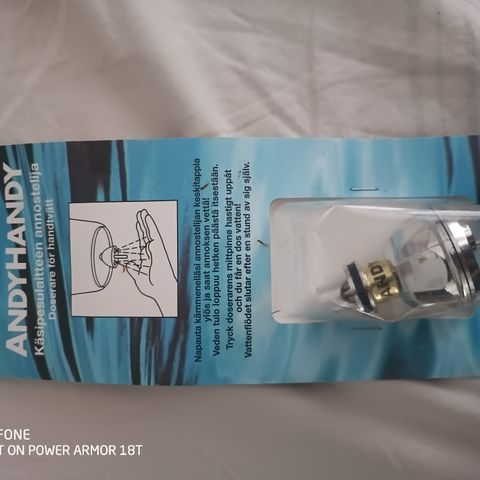 ANDYHANDY
Käsipesulaitteen annostelija
Doserare för handtvätt
Napauta kämmenelläsi annostelijan keskitappia
ylös ja saat annoksen vettä!
Veden tulo loppuu hetken päästä itsestään.
Tryck doserarens mittpinne hastigt uppåt
och du får en dos vatten!
Vattenflödet slutar efter en stund av sig själv.
ANDY
FONE
T ON POWER ARMOR 18T